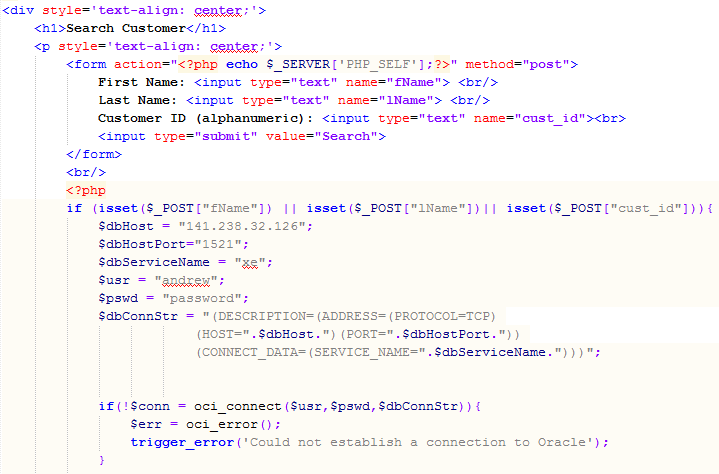 <div style='text-align: center;'>
<h1>Search Customer</h1>
<p style='text-align: center;'>
<form action="<?php echo $_SERVER['PHP_SELF'];?>" method="post">
First Name: <input type="text" name="fName"> <br/>
Last Name: <input type="text" name="lName"> <br/>
Customer ID (alphanumeric): <input type="text" name="cust_id"><br>
<input type="submit" value="Search">
</form>
<br/>
<?php
if (isset($_POST["fName"]) || isset($_POST["lName"])|| isset($_POST["cust_id"])){
$dbHost = "141.238.32.126";
$dbHostPort="1521";
$dbServiceName = "xe";
$usr = "andrew";
$pswd = "password";
$dbConnStr = "(DESCRIPTION=(ADDRESS=(PROTOCOL=TCP)
(HOST=".$dbHost.")(PORT=".$dbHostPort."))
(CONNECT_DATA=(SERVICE_NAME=".$dbServiceName.")))";
if(!$conn = oci_connect($usr,$pswd,$dbConnStr)){
$err = oci_error();
trigger_error('Could not establish a connection to Oracle');
}